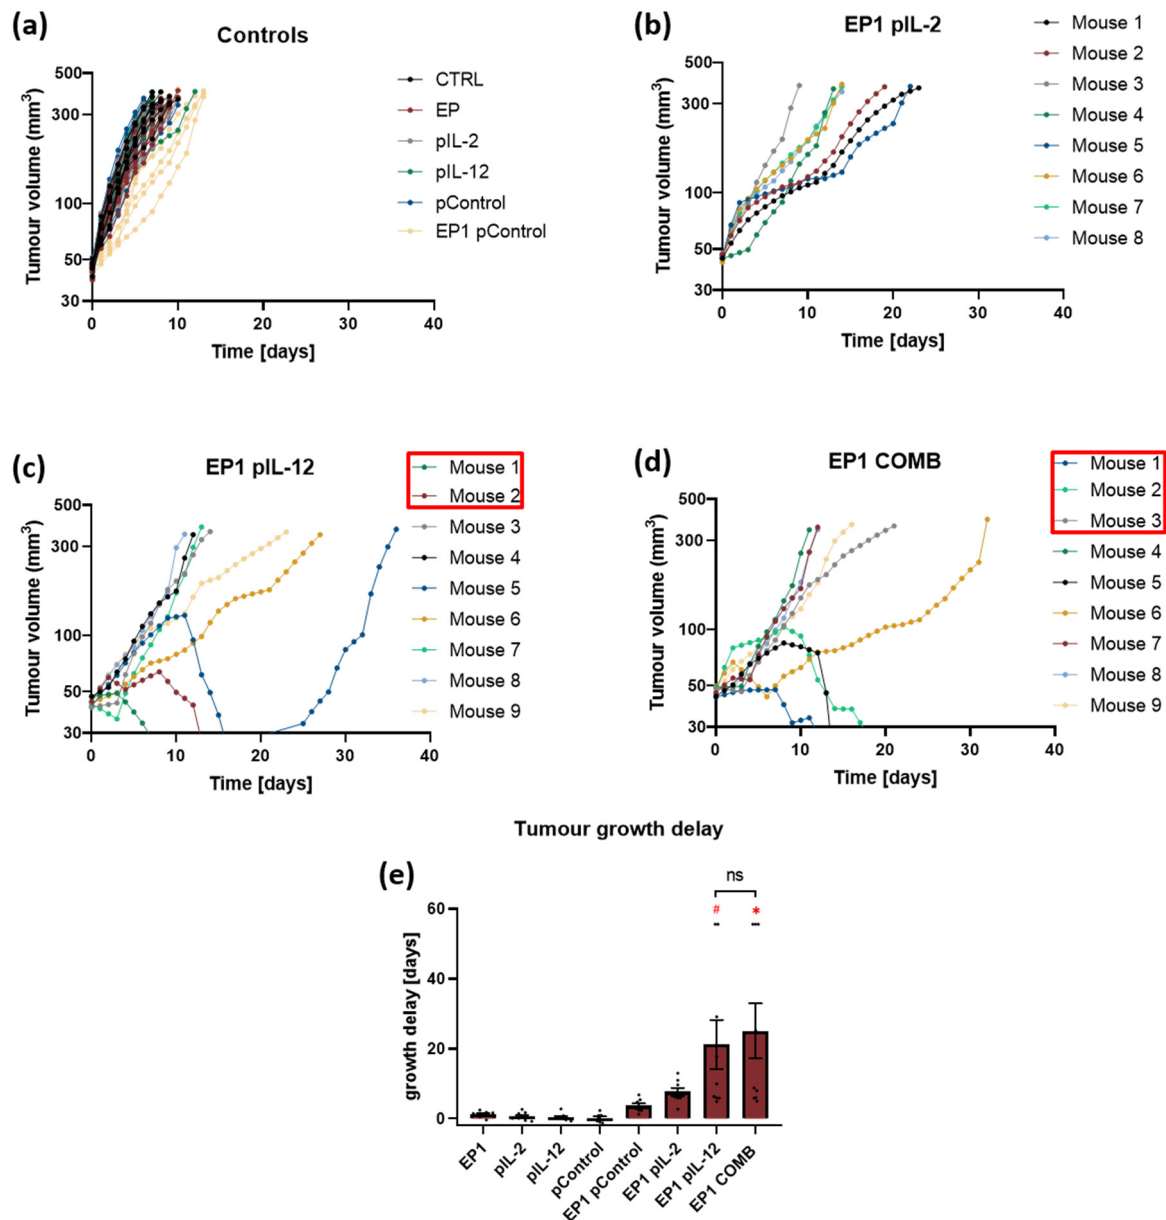 (a)
Controls
Tumour volume (mm3)
500
300
100
50
30
0
10
20
30
40
Time [days]
CTRL
EP
pIL-2
pIL-12
pControl
EP1 pControl
(b)
EP1 pIL-2
Tumour volume (mm3)
500
300
100
50
30
0
10
20
30
40
Time [days]
Mouse 1
Mouse 2
Mouse 3
Mouse 4
Mouse 5
Mouse 6
Mouse 7
Mouse 8
(c)
EP1 pIL-12
Tumour volume (mm3)
500
300
100
50
30
0
10
20
30
40
Time [days]
Mouse 1
Mouse 2
Mouse 3
Mouse 4
Mouse 5
Mouse 6
Mouse 7
Mouse 8
Mouse 9
(d)
EP1 COMB
Tumour volume (mm3)
500
300
100
50
30
0
10
20
30
40
Time [days]
Mouse 1
Mouse 2
Mouse 3
Mouse 4
Mouse 5
Mouse 6
Mouse 7
Mouse 8
Mouse 9
Tumour growth delay
(e)
growth delay [days]
60
40
20
0
ns
# *
EP1
pIL-2
pIL-12
pControl
EP1 pControl
EP1 pIL-2
EP1 pIL-12
EP1 COMB